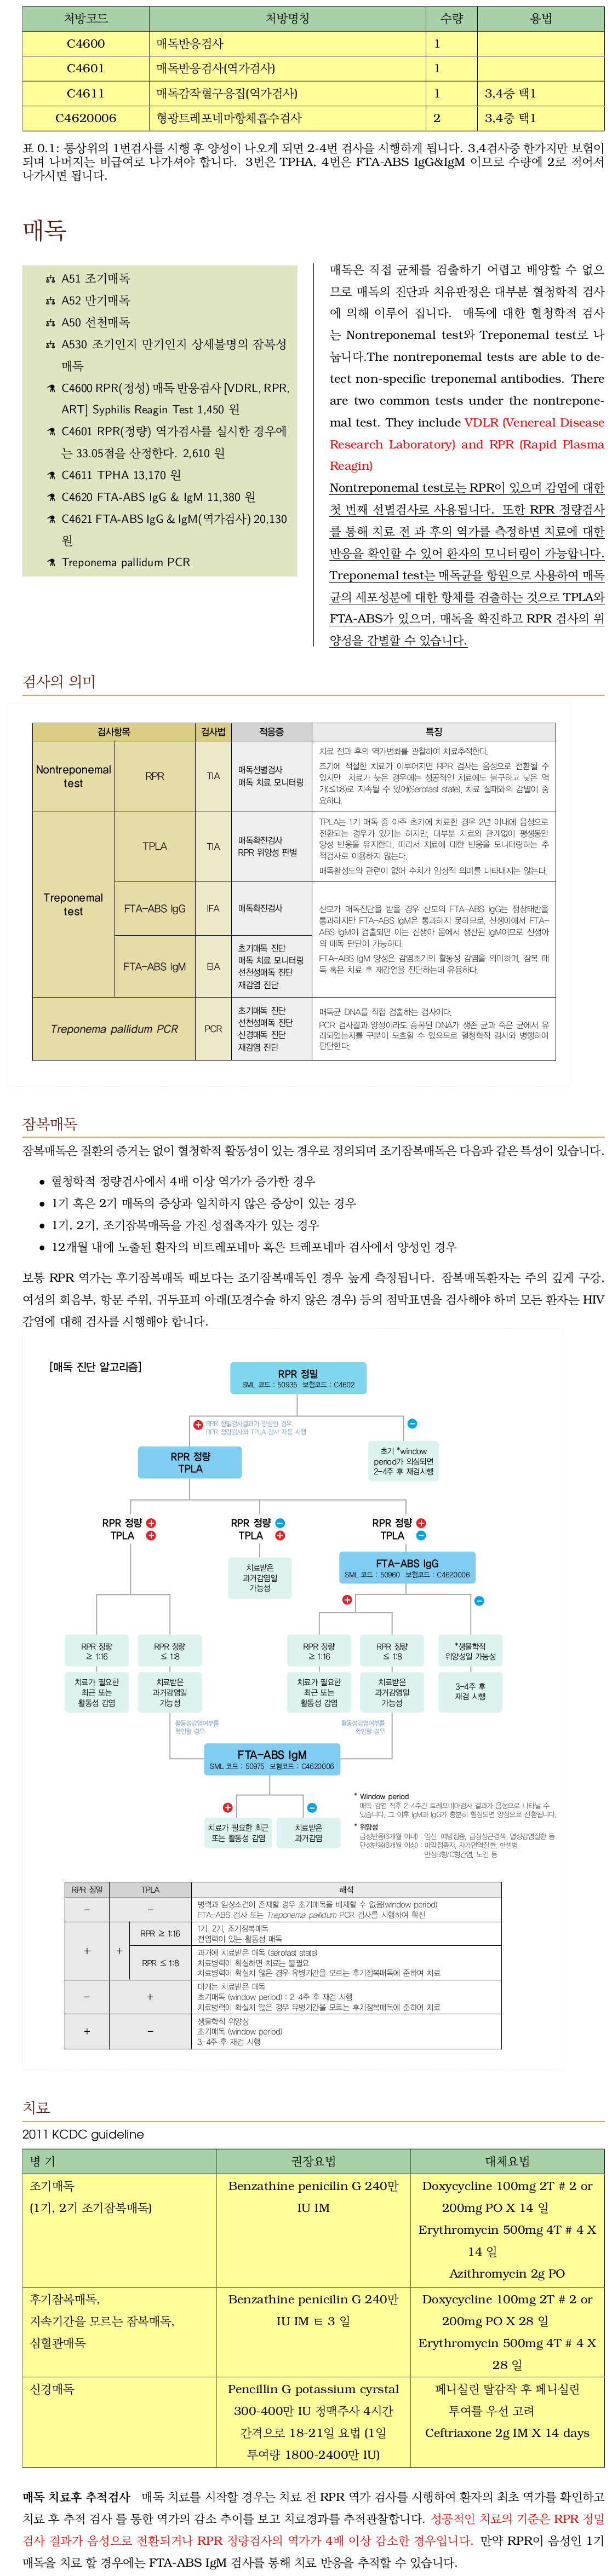 처방코드 처방명칭 수량 용법
C4600 매독반응검사 1
C4601 매독반응검사(역가검사) 1
C4611 매독감작혈구응집(역가검사) 1 3,4중 택1
C4620006 형광트레포네마항체흡수검사 2 3,4중 택1
표 0.1: 통상위의 1번검사를 시행 후 양성이 나오게 되면 2-4번 검사을 시행하게 됩니다. 3,4검사중 한가지만 보험이
되며 나머지는 비급여로 나가셔야 합니다. 3번은 TPHA, 4번은 FTA-ABS IgG&IgM 이므로 수량에 2로 적어서
나가시면 됩니다.
매독
A51 조기매독
A52 만기매독
A50 선천매독
A530 조기인지 만기인지 상세불명의 잠복성
매독
C4600 RPR(정성) 매독 반응검사 [VDRL, RPR,
ART] Syphilis Reagin Test 1,450 원
C4601 RPR(정량) 역가검사를 실시한 경우에
는 33.05점을 산정한다. 2,610 원
C4611 TPHA 13,170 원
C4620 FTA-ABS IgG & IgM 11,380 원
C4621 FTA-ABS IgG & IgM(역가검사) 20,130
원
Treponema pallidum PCR
매독은 직접 균체를 검출하기 어렵고 배양할 수 없으
므로 매독의 진단과 치유판정은 대부분 혈청학적 검사
에 의해 이루어 집니다. 매독에 대한 혈청학적 검사
는 Nontreponemal test와 Treponemal test로 나
눕니다.The nontreponemal tests are able to de-
tect non-specific treponemal antibodies. There
are two common tests under the nontrepone-
mal test. They include VDLR (Venereal Disease
Research Laboratory) and RPR (Rapid Plasma
Reagin)
Nontreponemal test로는 RPR이 있으며 감염에 대한
첫 번째 선별검사로 사용됩니다. 또한 RPR 정량검사
를 통해 치료 전 과 후의 역가를 측정하면 치료에 대한
반응을 확인할 수 있어 환자의 모니터링이 가능합니다.
Treponemal test는 매독균을 항원으로 사용하여 매독
균의 세포성분에 대한 항체를 검출하는 것으로 TPLA와
FTA-ABS가 있으며, 매독을 확진하고 RPR 검사의 위
양성을 감별할 수 있습니다.
검사의 의미
검사항목 검사법 적응증 특징
Nontreponemal
test
RPR
TIA
매독선별검사
매독 치료 모니터링
치료 전과 후의 역가변화를 관찰하여 치료추적한다.
조기에 적절한 치료가 이루어지면 RPR 검사는 음성으로 전환될 수
있지만 치료가 늦은 경우에는 성공적인 치료에도 불구하고 낮은 역
가(≤18)로 지속될 수 있어(Serofast state), 치료 실패와의 감별이 중
요하다.
Treponemal
test
TPLA
TIA
매독확진검사
RPR 위양성 판별
TPLA는 1기 매독 중 아주 초기에 치료한 경우 2년 이내에 음성으로
전환되는 경우가 있기는 하지만, 대부분 치료와 관계없이 평생동안
양성 반응을 유지한다. 따라서 치료에 대한 반응을 모니터링하는 추
적검사로 이용하지 않는다.
매독활성도와 관련이 없어 수치가 임상적 의미를 나타내지는 않는다.
FTA-ABS IgG
IFA
매독확진검사
FTA-ABS IgM
EIA
초기매독 진단
매독 치료 모니터링
선천성매독 진단
재감염 진단
산모가 매독진단을 받을 경우 산모의 FTA-ABS IgG는 정상태반을
통과하지만 FTA-ABS IgM은 통과하지 못하므로, 신생아에서 FTA-
ABS IgM이 검출되면 이는 신생아 몸에서 생산된 IgM이므로 신생아
의 매독 판단이 가능하다.
FTA-ABS IgM 양성은 감염초기의 활동성 감염을 의미하며, 잠복 매
독 혹은 치료 후 재감염을 진단하는데 유용하다.
Treponema pallidum PCR
PCR
초기매독 진단
선천성매독 진단
신경매독 진단
재감염 진단
매독균 DNA를 직접 검출하는 검사이다.
PCR 검사결과 양성이라도 증폭된 DNA가 생존 균과 죽은 균에서 유
래되었는지를 구분이 모호할 수 있으므로 혈청학적 검사와 병행하여
판단한다.
잠복매독
잠복매독은 질환의 증거는 없이 혈청학적 활동성이 있는 경우로 정의되며 조기잠복매독은 다음과 같은 특성이 있습니다.
• 혈청학적 정량검사에서 4배 이상 역가가 증가한 경우
• 1기 혹은 2기 매독의 증상과 일치하지 않은 증상이 있는 경우
• 1기, 2기, 조기잠복매독을 가진 성접촉자가 있는 경우
• 12개월 내에 노출된 환자의 비트레포네마 혹은 트레포네마 검사에서 양성인 경우
보통 RPR 역가는 후기잠복매독 때보다는 조기잠복매독인 경우 높게 측정됩니다. 잠복매독환자는 주의 깊게 구강,
여성의 회음부, 항문 주위, 귀두표피 아래(포경수술 하지 않은 경우) 등의 점막표면을 검사해야 하며 모든 환자는 HIV
감염에 대해 검사를 시행해야 합니다.
[매독 진단 알고리즘]
RPR 정밀
SML 코드 : 50935 보험코드 : C4602
+ RPR 정밀검사결과가 양성인 경우
RPR 정량검사와 TPLA 검사 자동 시행
−
RPR 정량
TPLA
초기 *window
period가 의심되면
2-4주 후 재검시행
RPR 정량 +
TPLA +
RPR 정량 −
TPLA +
RPR 정량 +
TPLA −
치료받은
과거감염일
가능성
FTA-ABS IgG
SML 코드 : 50960 보험코드 : C4620006
+ −
RPR 정량
≥ 1:16
RPR 정량
≤ 1:8
RPR 정량
≥ 1:16
RPR 정량
≤ 1:8
*생물학적
위양성일 가능성
치료가 필요한
최근 또는
활동성 감염
치료받은
과거감염일
가능성
치료가 필요한
최근 또는
활동성 감염
치료받은
과거감염일
가능성
3-4주 후
재검 시행
활동성감염여부를
확인할 경우
활동성감염여부를
확인할 경우
FTA-ABS IgM
SML 코드 : 50975 보험코드 : C4620006
+ −
치료가 필요한 최근
또는 활동성 감염
치료받은
과거감염
* Window period
매독 감염 직후 2-4주간 트레포네마검사 결과가 음성으로 나타날 수
있습니다. 그 이후 IgM과 IgG가 충분히 형성되면 양성으로 전환됩니다.
* 위양성
급성반응(6개월 이내) : 임신, 예방접종, 급성심근경색, 열성감염질환 등
만성반응(6개월 이상) : 마약접종자, 자가면역질환, 한센병,
만성B형/C형간염, 노인 등
RPR 정밀 TPLA 해석
− − 병력과 임상소견이 존재할 경우 초기매독을 배제할 수 없음(window period)
FTA-ABS 검사 또는 Treponema pallidum PCR 검사를 시행하여 확진
+ + RPR ≥ 1:16 1기, 2기, 조기잠복매독
전염력이 있는 활동성 매독
RPR ≤ 1:8 과거에 치료받은 매독 (serofast state)
치료병력이 확실하면 치료는 불필요
치료병력이 확실치 않은 경우 유병기간을 모르는 후기잠복매독에 준하여 치료
− + 대개는 치료받은 매독
초기매독 (window period) : 2-4주 후 재검 시행
치료병력이 확실치 않은 경우 유병기간을 모르는 후기잠복매독에 준하여 치료
+ − 생물학적 위양성
초기매독 (window period)
3-4주 후 재검 시행
치료
2011 KCDC guideline
병 기 권장요법 대체요법
조기매독
(1기, 2기 조기잠복매독)
Benzathine penicilin G 240만
IU IM
Doxycycline 100mg 2T # 2 or
200mg PO X 14 일
Erythromycin 500mg 4T # 4 X
14 일
Azithromycin 2g PO
후기잠복매독,
지속기간을 모르는 잠복매독,
심혈관매독
Benzathine penicilin G 240만
IU IM ㅌ 3 일
Doxycycline 100mg 2T # 2 or
200mg PO X 28 일
Erythromycin 500mg 4T # 4 X
28 일
신경매독
Pencillin G potassium cyrstal
300-400만 IU 정맥주사 4시간
간격으로 18-21일 요법 (1일
투여량 1800-2400만 IU)
페니실린 탈감작 후 페니실린
투여를 우선 고려
Ceftriaxone 2g IM X 14 days
매독 치료후 추적검사 매독 치료를 시작할 경우는 치료 전 RPR 역가 검사를 시행하여 환자의 최초 역가를 확인하고
치료 후 추적 검사 를 통한 역가의 감소 추이를 보고 치료경과를 추적관찰합니다. 성공적인 치료의 기준은 RPR 정밀
검사 결과가 음성으로 전환되거나 RPR 정량검사의 역가가 4배 이상 감소한 경우입니다. 만약 RPR이 음성인 1기
매독을 치료 할 경우에는 FTA-ABS IgM 검사를 통해 치료 반응을 추적할 수 있습니다.